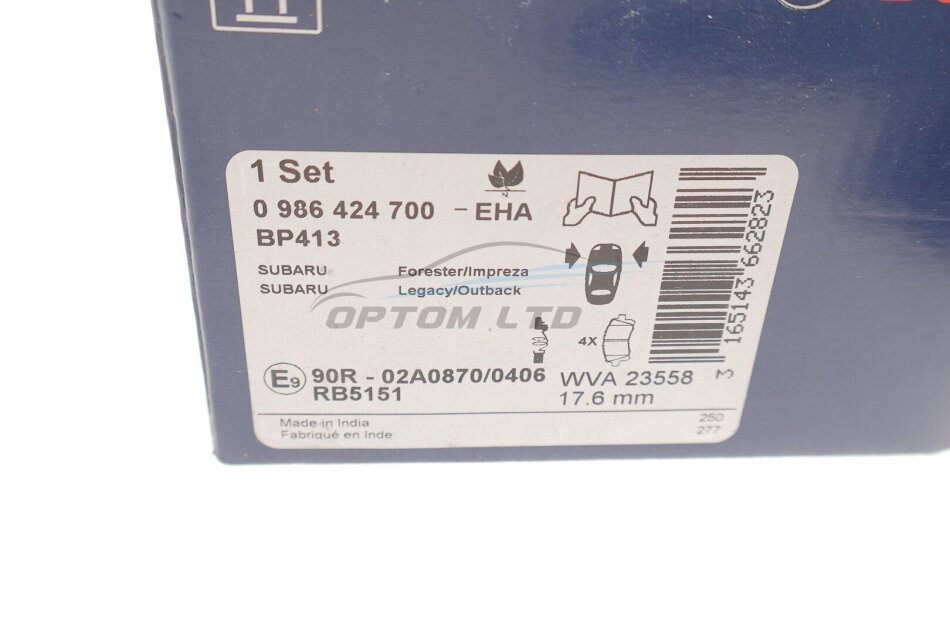 1 Set
0 986 424 700 - EHA
BP413
SUBARU Forester/Impreza
SUBARU Legacy/Outback
OPTOM LTD
4X
E9 90R - 02A0870/0406
RB5151
WVA 23558
17.6 mm
3 165143 662823
Made in India
Fabriqué en Inde
250
277